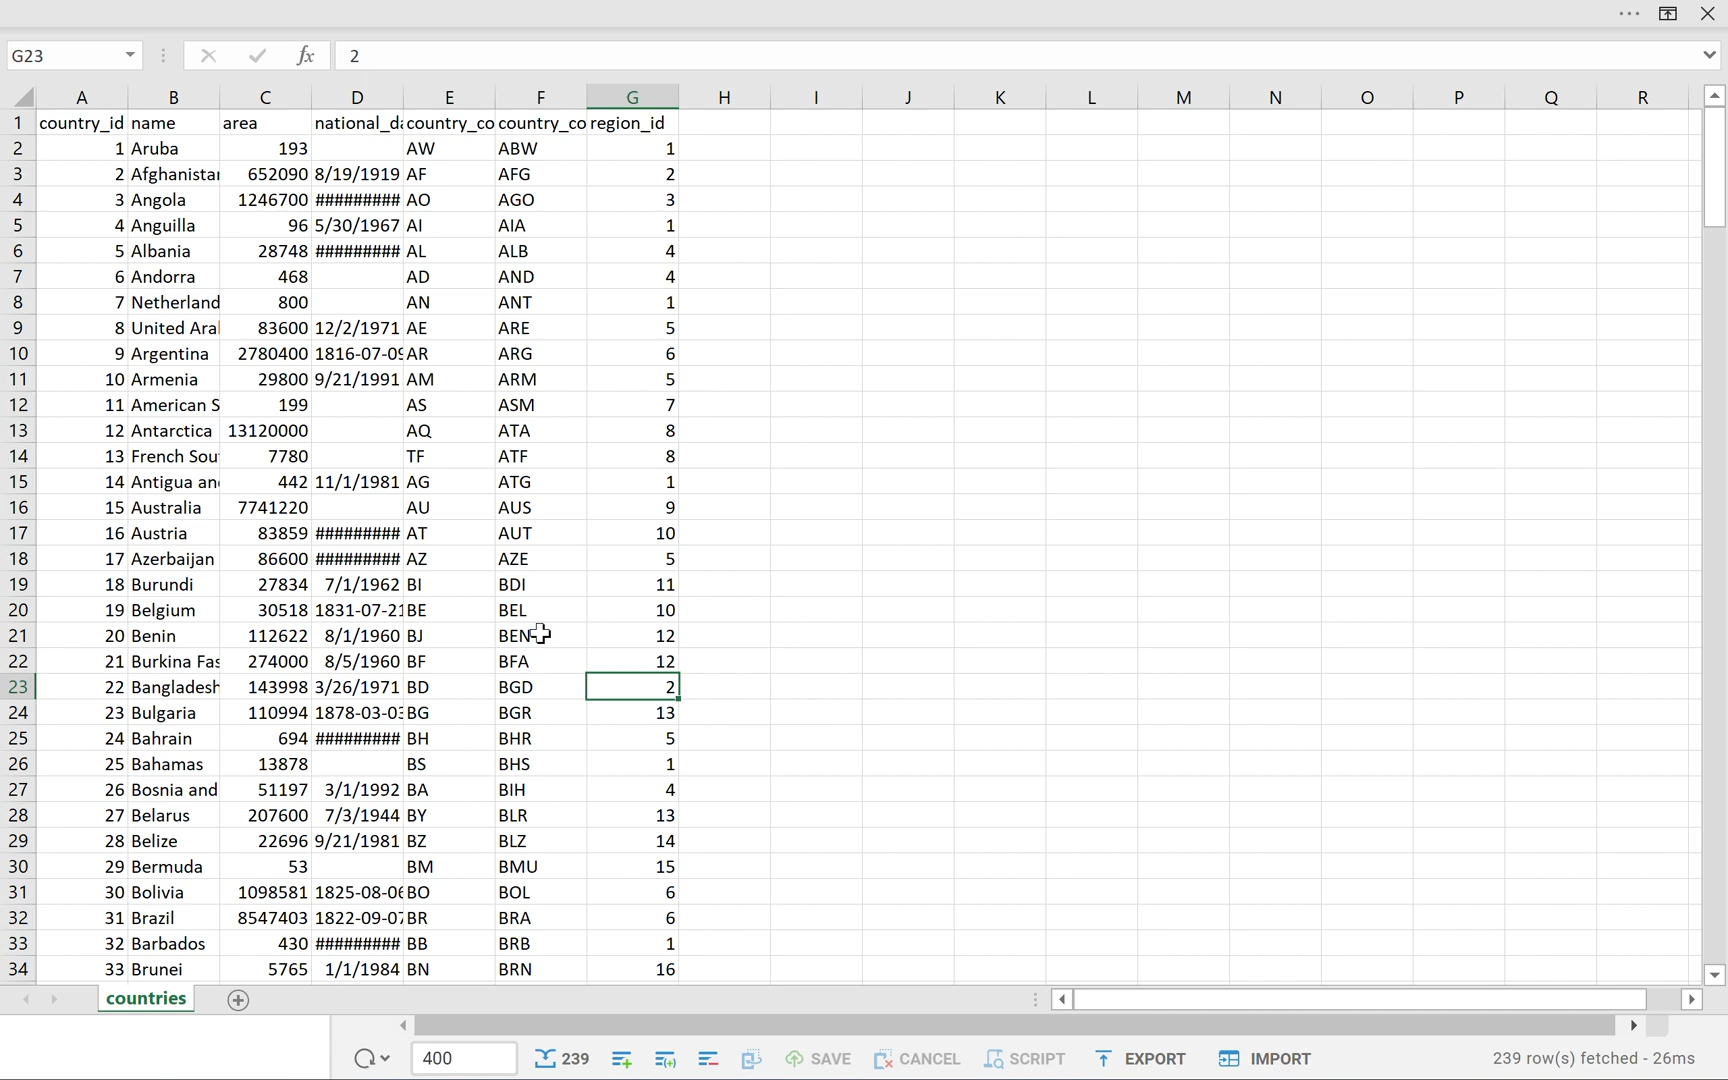 G23 fx 2
A B C D E F G H I J K L M N O P Q R
1 country_id name area national_da country_co country_co region_id
2 1 Aruba 193 AW ABW 1
3 2 Afghanistan 652090 8/19/1919 AF AFG 2
4 3 Angola 1246700 ######### AO AGO 3
5 4 Anguilla 96 5/30/1967 AI AIA 1
6 5 Albania 28748 ######### AL ALB 4
7 6 Andorra 468 AD AND 4
8 7 Netherland 800 AN ANT 1
9 8 United Ara 83600 12/2/1971 AE ARE 5
10 9 Argentina 2780400 1816-07-09 AR ARG 6
11 10 Armenia 29800 9/21/1991 AM ARM 5
12 11 American S 199 AS ASM 7
13 12 Antarctica 13120000 AQ ATA 8
14 13 French Sou 7780 TF ATF 8
15 14 Antigua an 442 11/1/1981 AG ATG 1
16 15 Australia 7741220 AU AUS 9
17 16 Austria 83859 ######### AT AUT 10
18 17 Azerbaijan 86600 ######### AZ AZE 5
19 18 Burundi 27834 7/1/1962 BI BDI 11
20 19 Belgium 30518 1831-07-21 BE BEL 10
21 20 Benin 112622 8/1/1960 BJ BEN 12
22 21 Burkina Fas 274000 8/5/1960 BF BFA 12
23 22 Bangladesh 143998 3/26/1971 BD BGD 2
24 23 Bulgaria 110994 1878-03-03 BG BGR 13
25 24 Bahrain 694 ######### BH BHR 5
26 25 Bahamas 13878 BS BHS 1
27 26 Bosnia and 51197 3/1/1992 BA BIH 4
28 27 Belarus 207600 7/3/1944 BY BLR 13
29 28 Belize 22696 9/21/1981 BZ BLZ 14
30 29 Bermuda 53 BM BMU 15
31 30 Bolivia 1098581 1825-08-06 BO BOL 6
32 31 Brazil 8547403 1822-09-07 BR BRA 6
33 32 Barbados 430 ######### BB BRB 1
34 33 Brunei 5765 1/1/1984 BN BRN 16
countries
400 239 SAVE CANCEL SCRIPT EXPORT IMPORT 239 row(s) fetched - 26ms